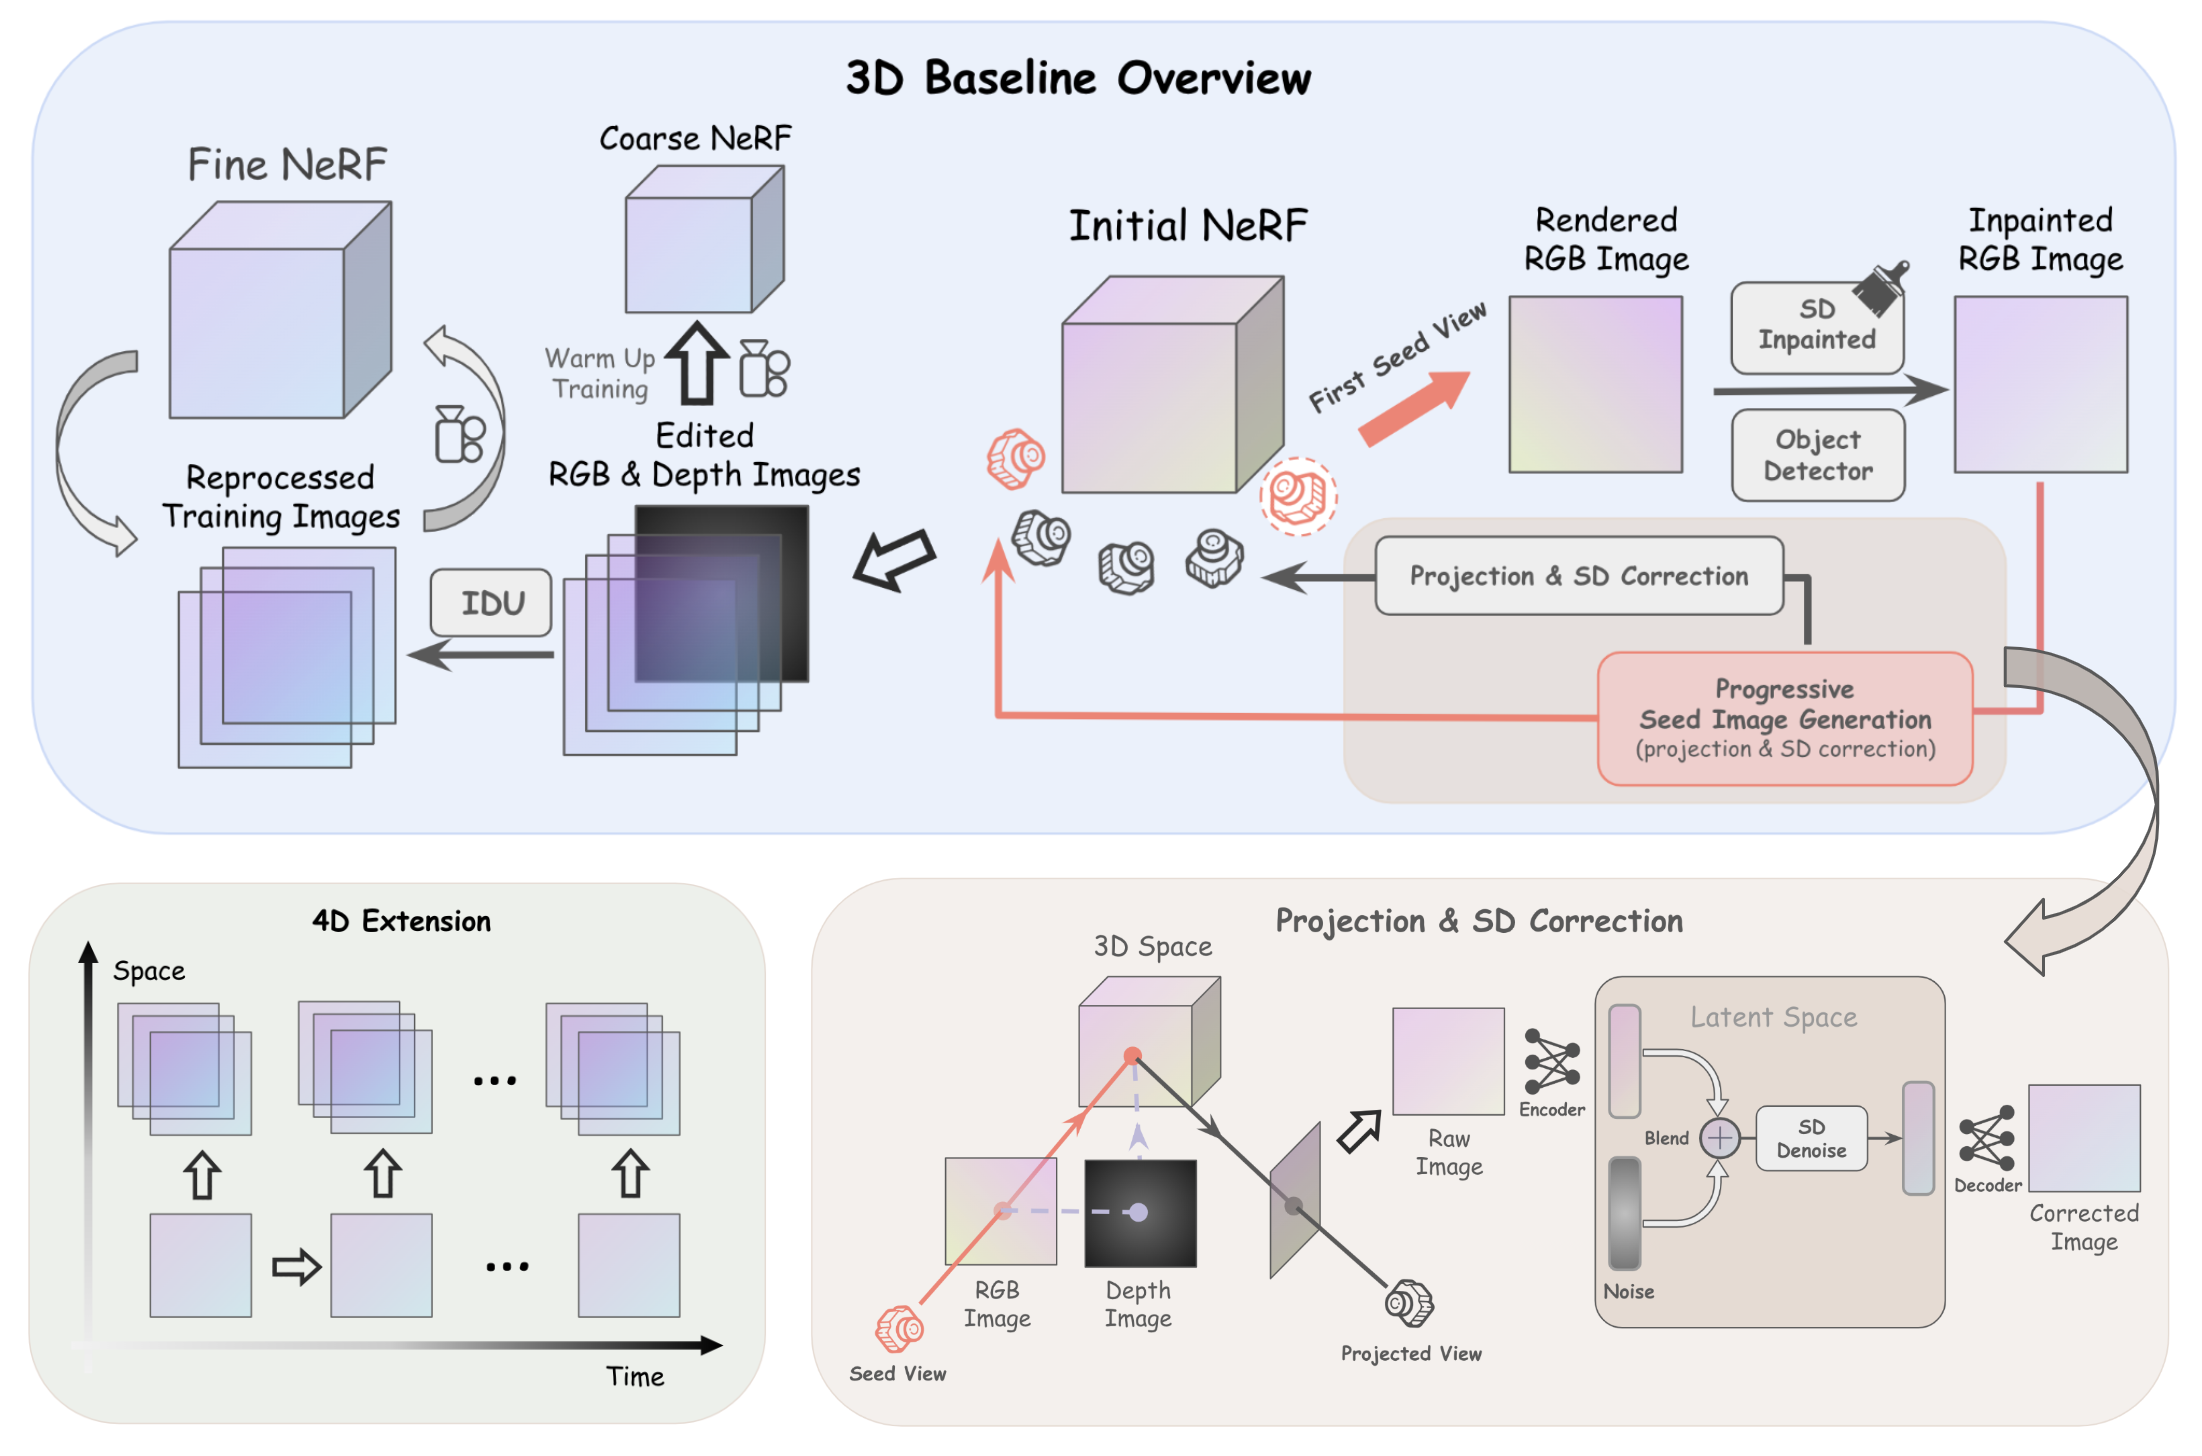 3D Baseline Overview
Fine NeRF
Coarse NeRF
Warm Up
Training
Edited
RGB & Depth Images
Reprocessed
Training Images
IDU
Initial NeRF
First Seed View
Rendered
RGB Image
SD
Inpainted
Object
Detector
Inpainted
RGB Image
Projection & SD Correction
Progressive
Seed Image Generation
(projection & SD correction)
4D Extension
Space
...
...
Time
Projection & SD Correction
3D Space
RGB
Image
Depth
Image
Seed View
Projected View
Raw
Image
Encoder
Latent Space
Blend
SD
Denoise
Noise
Decoder
Corrected
Image